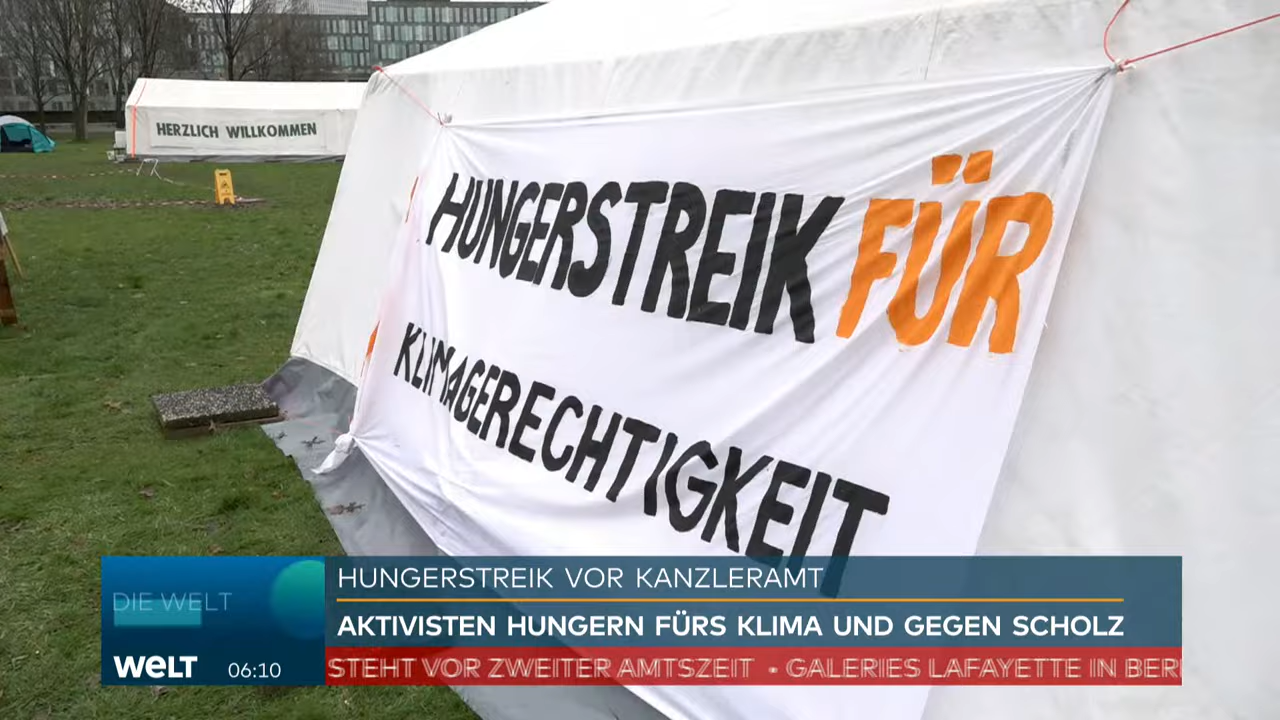 HERZLICH WILLKOMMEN
HUNGERSTREIK FÜR
KLIMAGERECHTIGKEIT
HUNGERSTREIK VOR KANZLERAMT
DIE WELT
AKTIVISTEN HUNGERN FÜRS KLIMA UND GEGEN SCHOLZ
welt 06:10
STEHT VOR ZWEITER AMTSZEIT • GALERIES LAFAYETTE IN